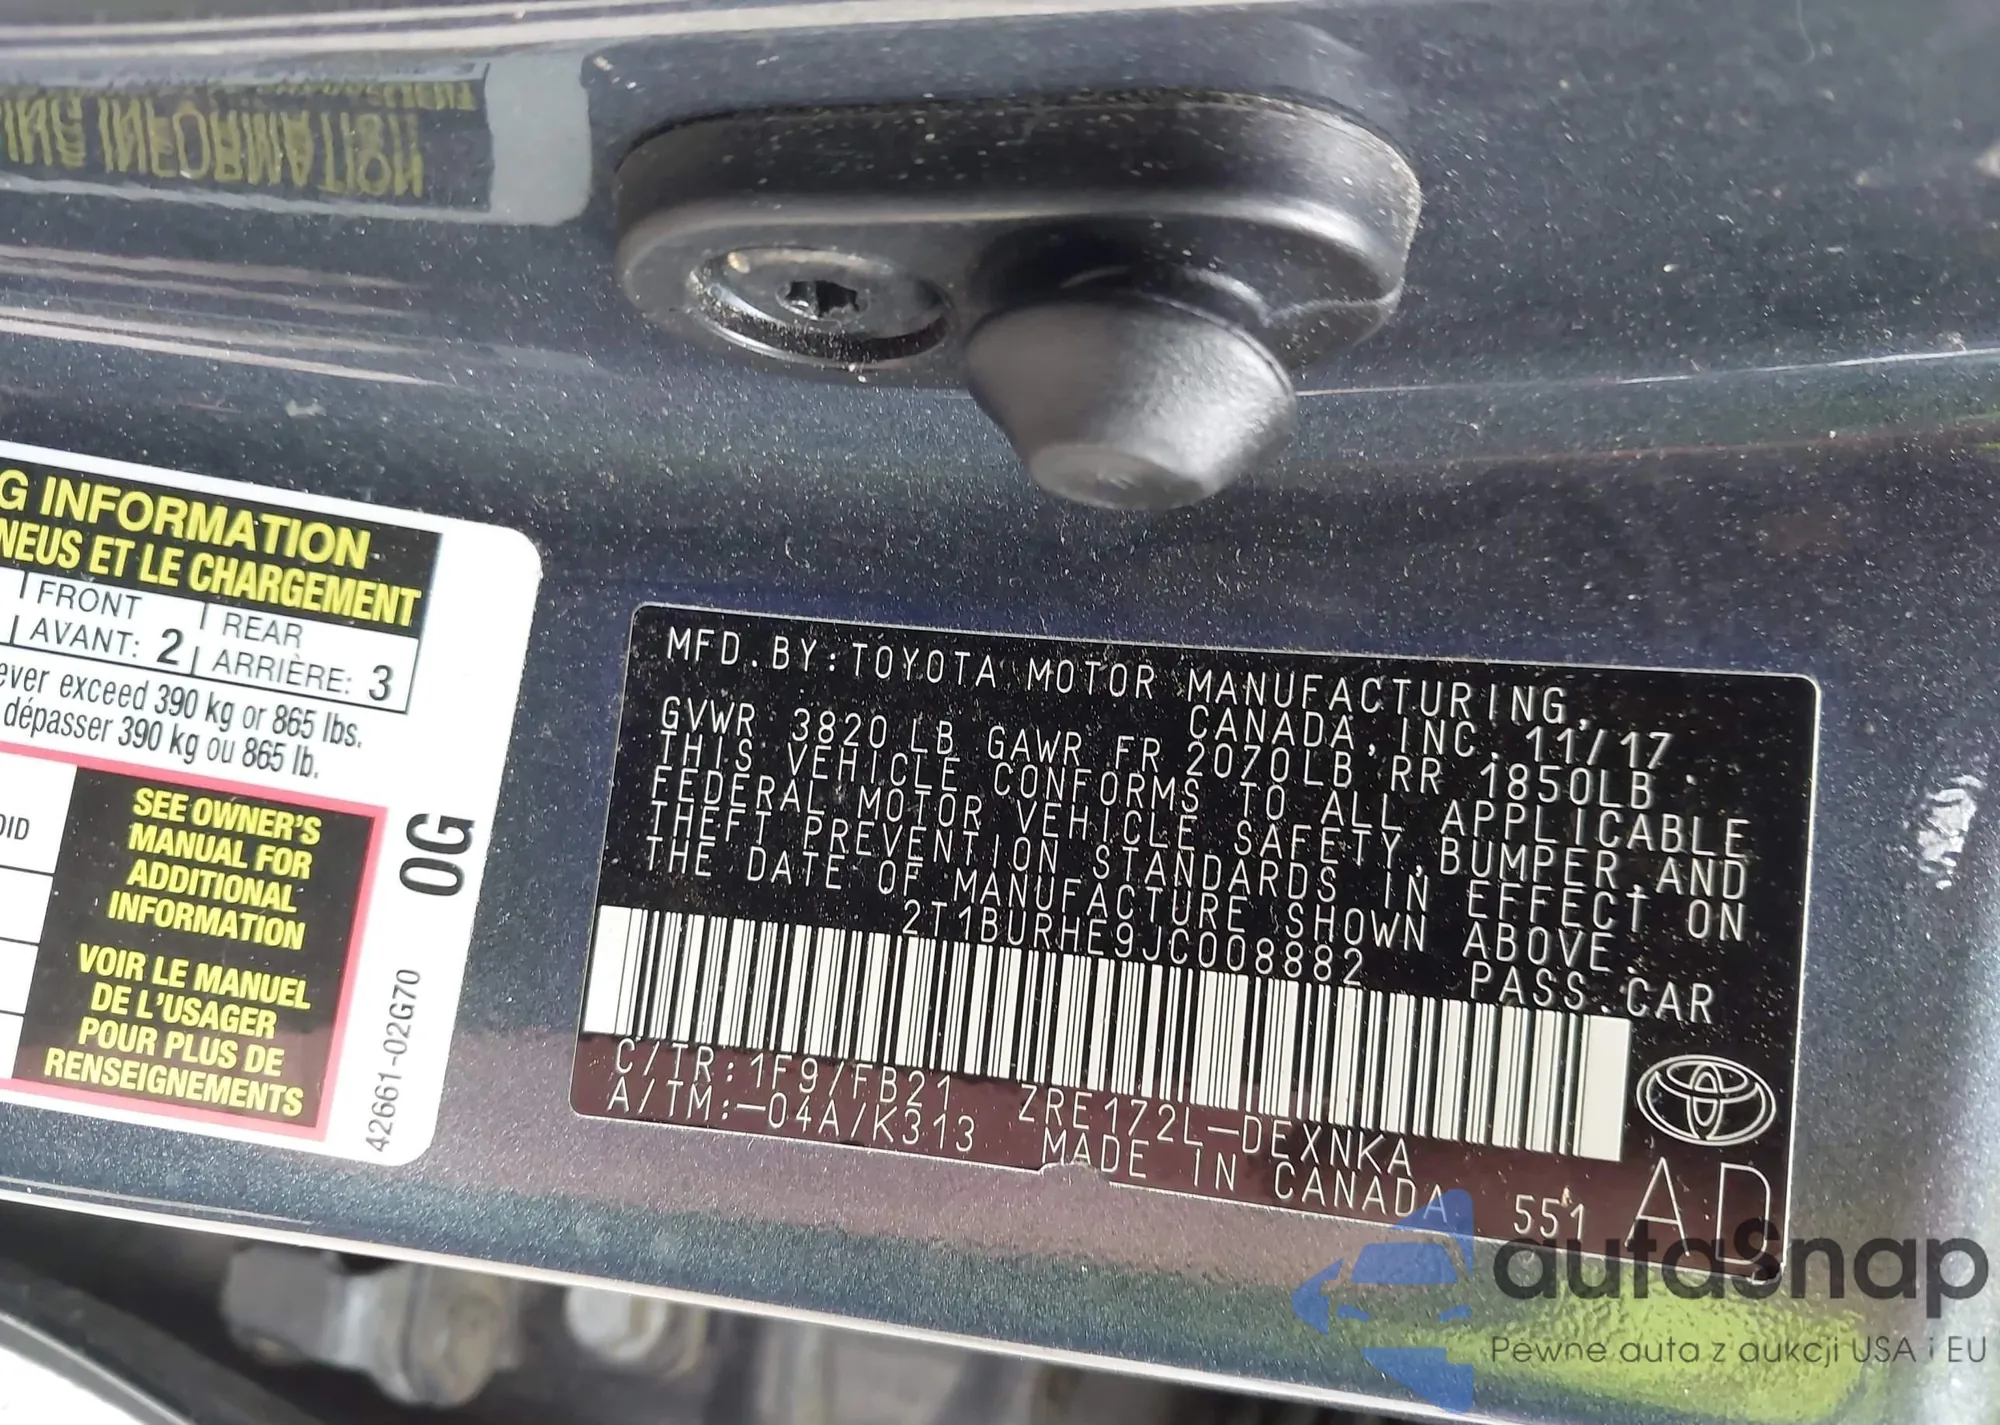 ING INFORMATION
G INFORMATION
NEUS ET LE CHARGEMENT
FRONT
REAR
AVANT: 2
ARRIÈRE: 3
ever exceed 390 kg or 865 lbs.
dépasser 390 kg ou 865 lb.
OID
SEE OWNER'S
MANUAL FOR
ADDITIONAL
INFORMATION
VOIR LE MANUEL
DE L'USAGER
POUR PLUS DE
RENSEIGNEMENTS
0G
42661-02G70
MFD.BY:TOYOTA MOTOR MANUFACTURING,
CANADA,INC. 11/17
GVWR 3820 LB GAWR FR 2070LB RR 1850LB
THIS VEHICLE CONFORMS TO ALL APPLICABLE
FEDERAL MOTOR VEHICLE SAFETY,BUMPER,AND
THEFT PREVENTION STANDARDS IN EFFECT ON
THE DATE OF MANUFACTURE SHOWN ABOVE.
2T1BURHE9JC008882 PASS.CAR
C/TR:1F9/FB21 ZRE172L-DEXNKA
A/TM:-04A/K313 MADE IN CANADA 551 AD
autaSnap
Pewne auta z aukcji USA i EU